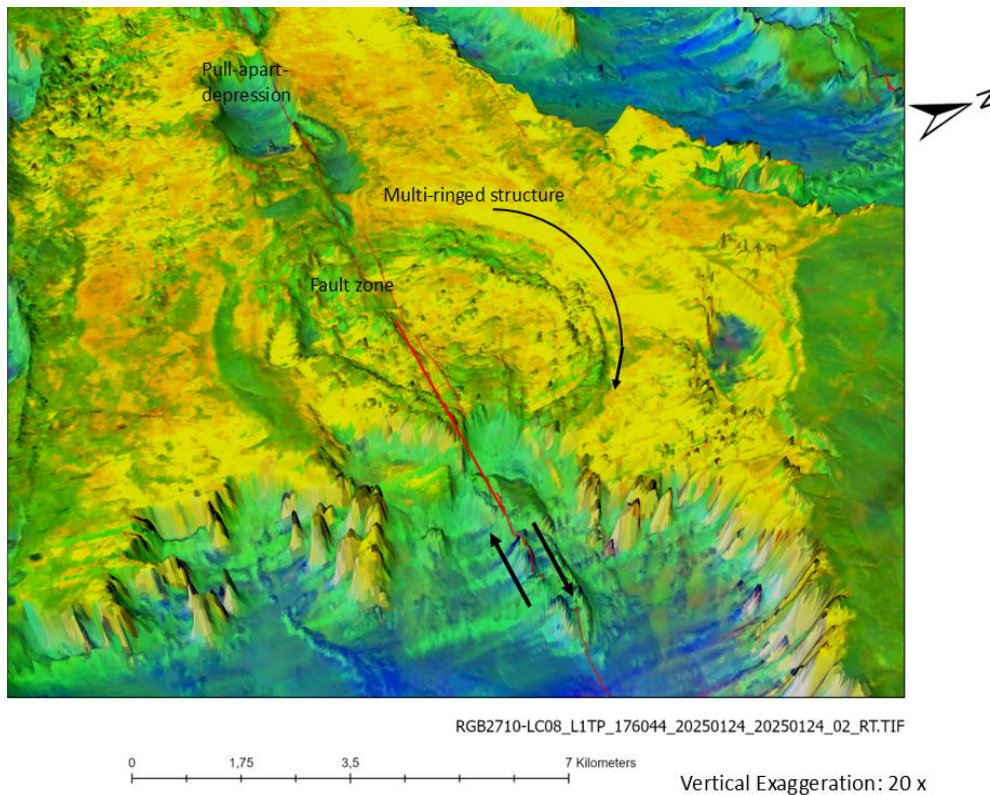 Pull-apart-
depression
N
Multi-ringed structure
Fault zone
RGB2710-LC08_L1TP_176044_20250124_20250124_02_RT.TIF
0 1,75 3,5 7 Kilometers
Vertical Exaggeration: 20 x